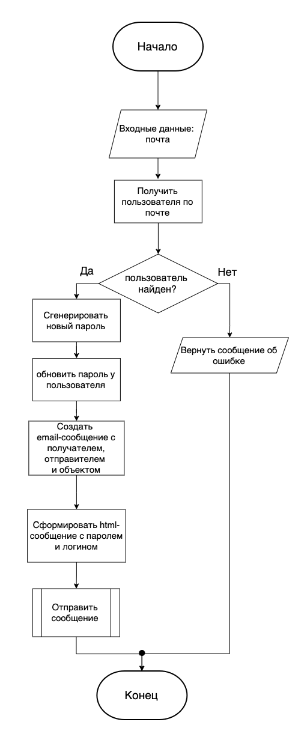 Начало
Входные данные:
почта
Получить
пользователя по
почте
пользователь
найден?
Да
Нет
Сгенерировать
новый пароль
Вернуть сообщение об
ошибке
обновить пароль у
пользователя
Создать
email-сообщение с
получателем,
отправителем
и объектом
Сформировать html-
сообщение с паролем
и логином
Отправить
сообщение
Конец